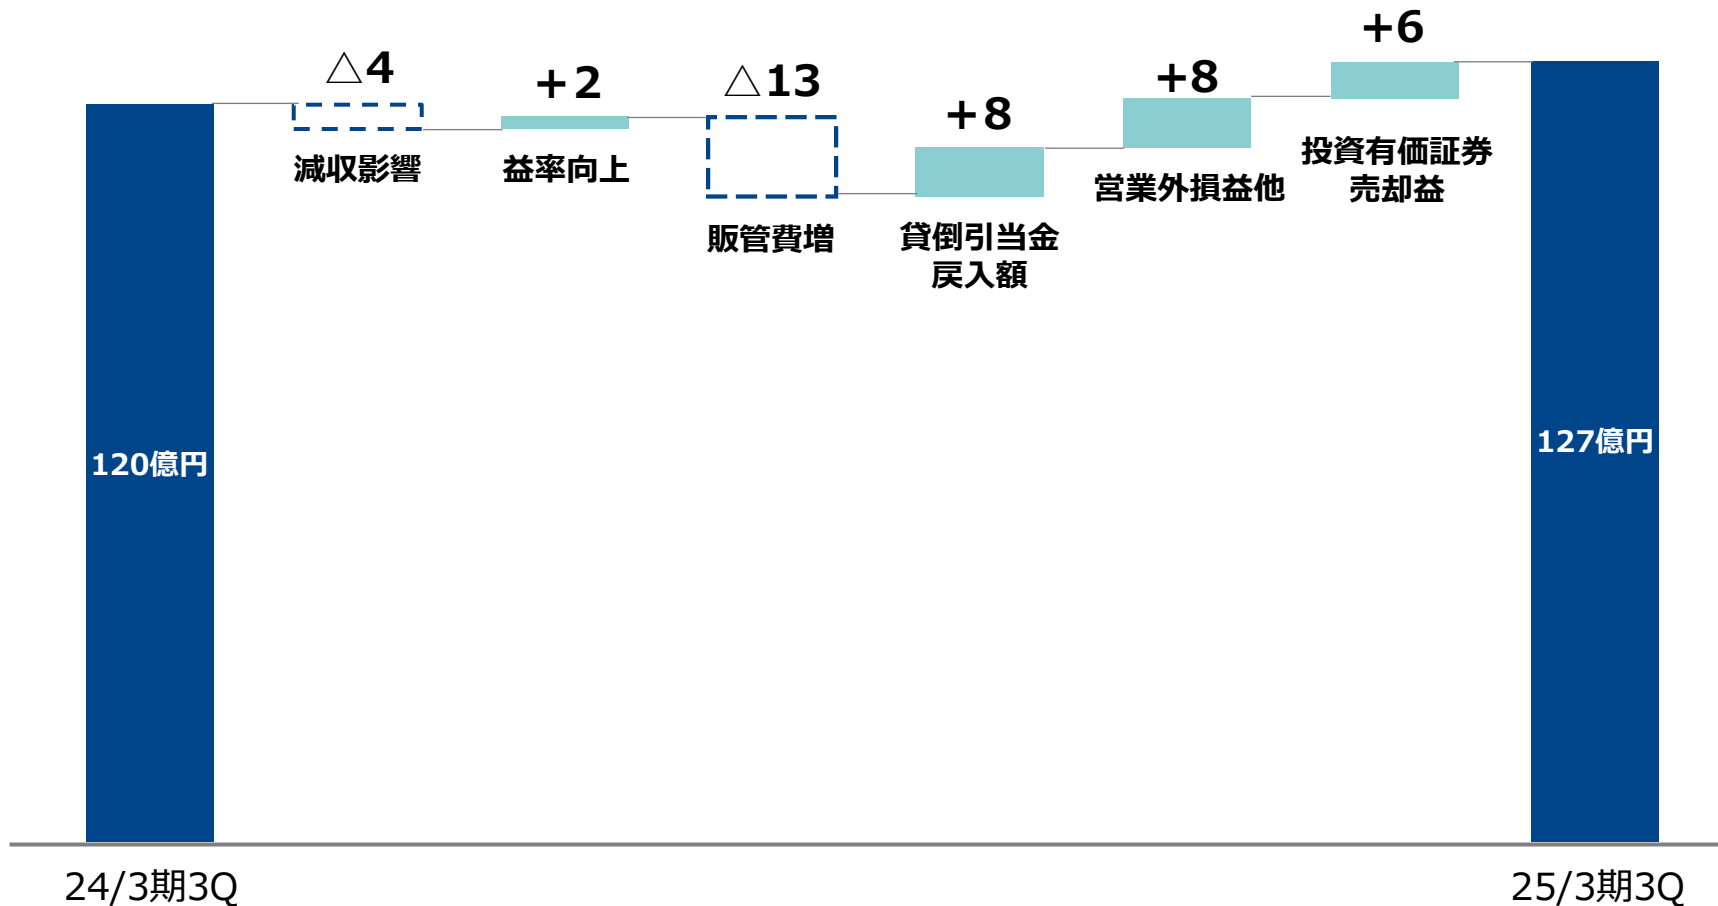 △4
減収影響
+2
益率向上
△13
販管費増
+8
貸倒引当金
戻入額
+8
営業外損益他
+6
投資有価証券
売却益
120億円
127億円
24/3期3Q
25/3期3Q